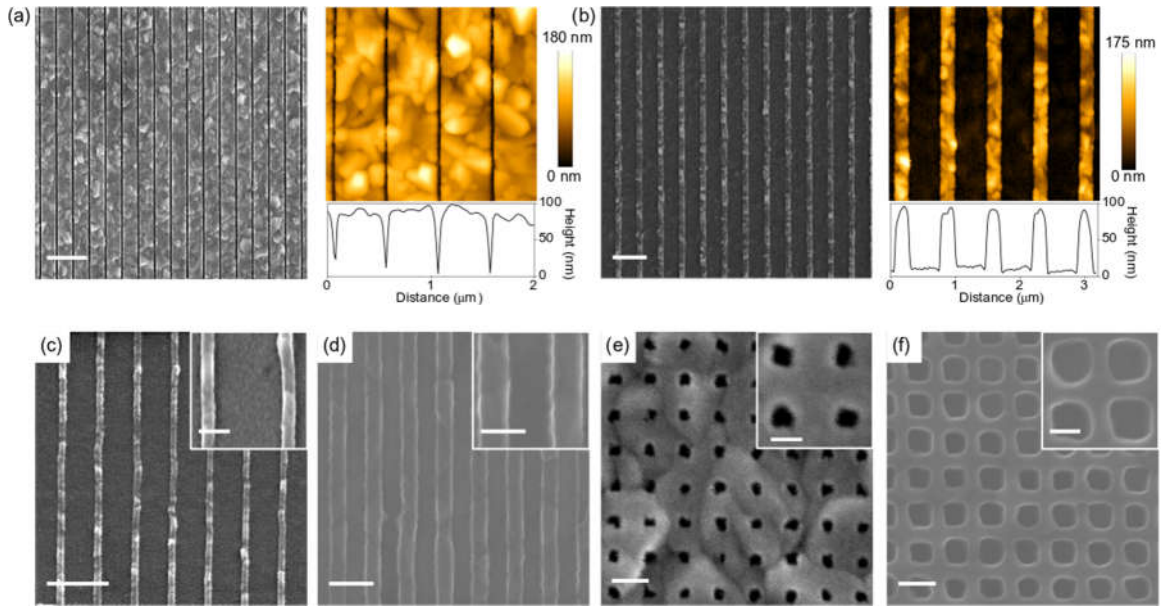 (a)
180 nm
0 nm
100
50
0
Height
(nm)
0
1
2
Distance (μm)
(b)
175 nm
0 nm
100
50
0
Height
(nm)
0
1
2
3
Distance (μm)
(c)
(d)
(e)
(f)